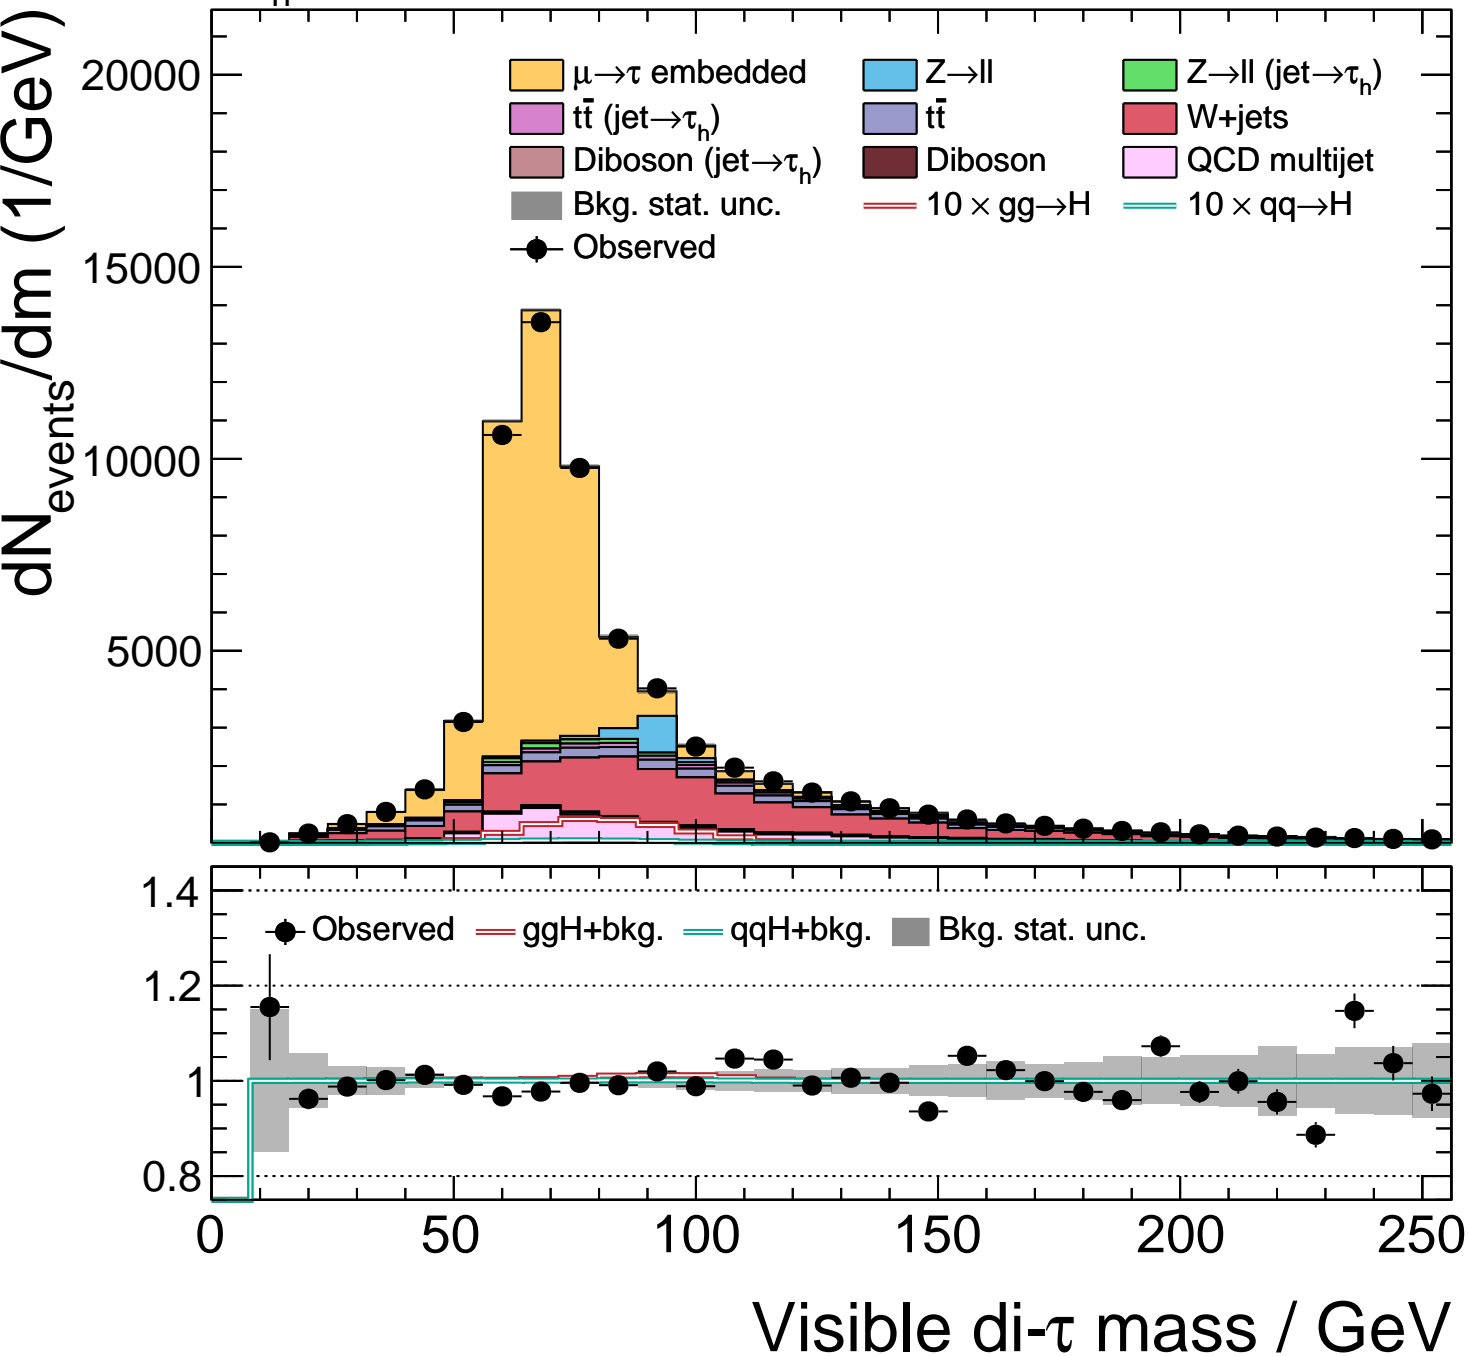 dN_events/dm (1/GeV)
20000
15000
10000
5000
μ→τ embedded
Z→ll
Z→ll (jet→τ_h)
tt̄ (jet→τ_h)
tt̄
W+jets
Diboson (jet→τ_h)
Diboson
QCD multijet
Bkg. stat. unc.
10 × gg→H
10 × qq→H
Observed
1.4
1.2
1
0.8
Observed
ggH+bkg.
qqH+bkg.
Bkg. stat. unc.
0 50 100 150 200 250
Visible di-τ mass / GeV